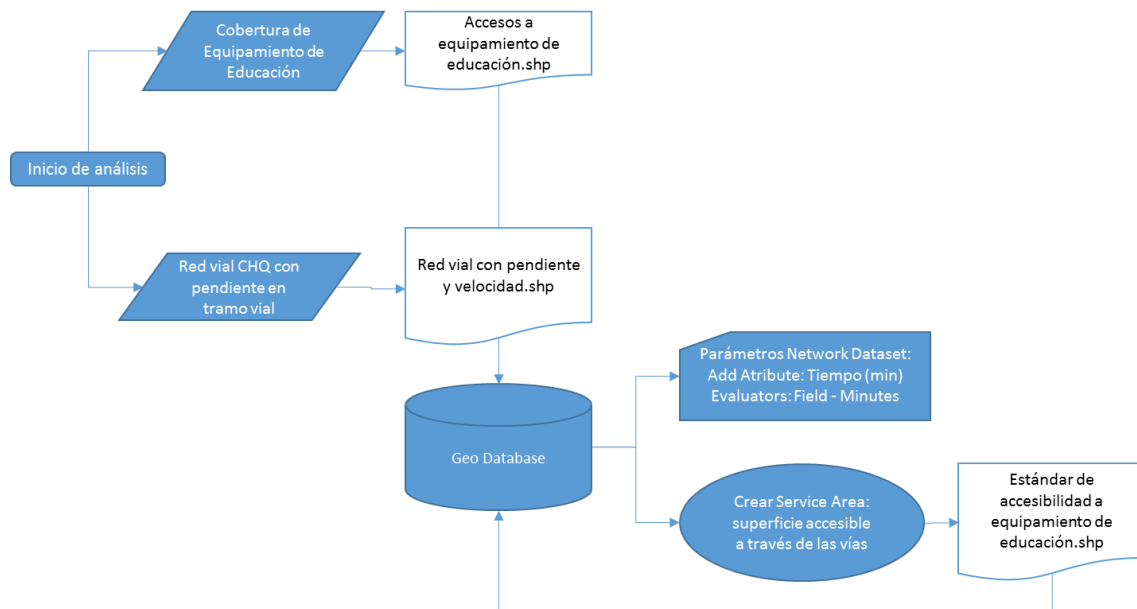 Cobertura de
Equipamiento de
Educación
Accesos a
equipamiento de
educación.shp
Inicio de análisis
Red vial CHQ con
pendiente en
tramo vial
Red vial con pendiente
y velocidad.shp
Parámetros Network Dataset:
Add Atribute: Tiempo (min)
Evaluators: Field - Minutes
Geo Database
Crear Service Area:
superficie accesible
a través de las vías
Estándar de
accesibilidad a
equipamiento de
educación.shp